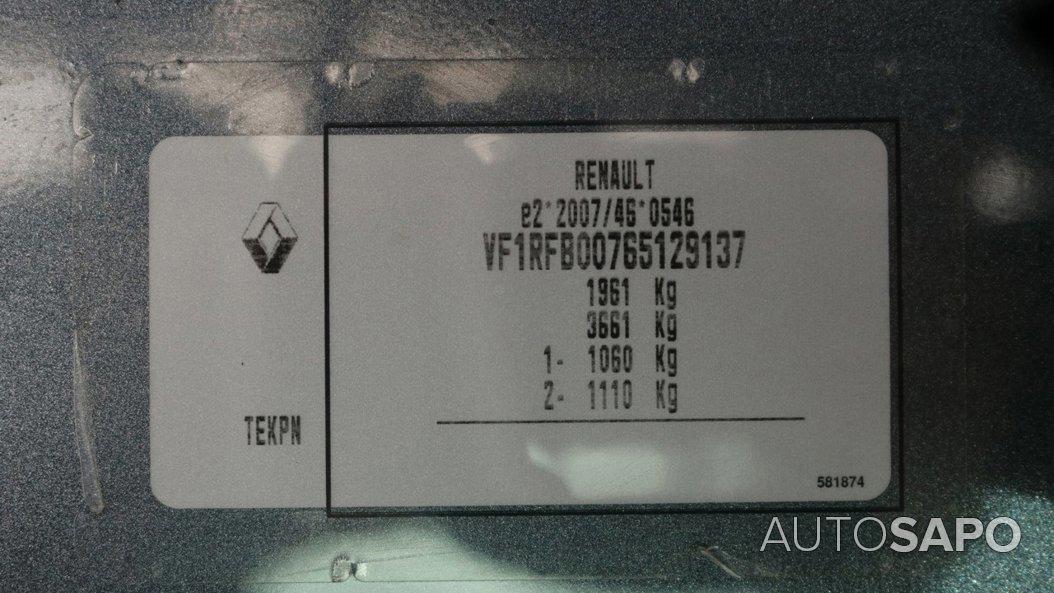 RENAULT
e2*2007/46*0546
VF1RFB00765129137
1961 Kg
3661 Kg
1- 1060 Kg
2- 1110 Kg
TEKPN
581874
AUTOSAPO